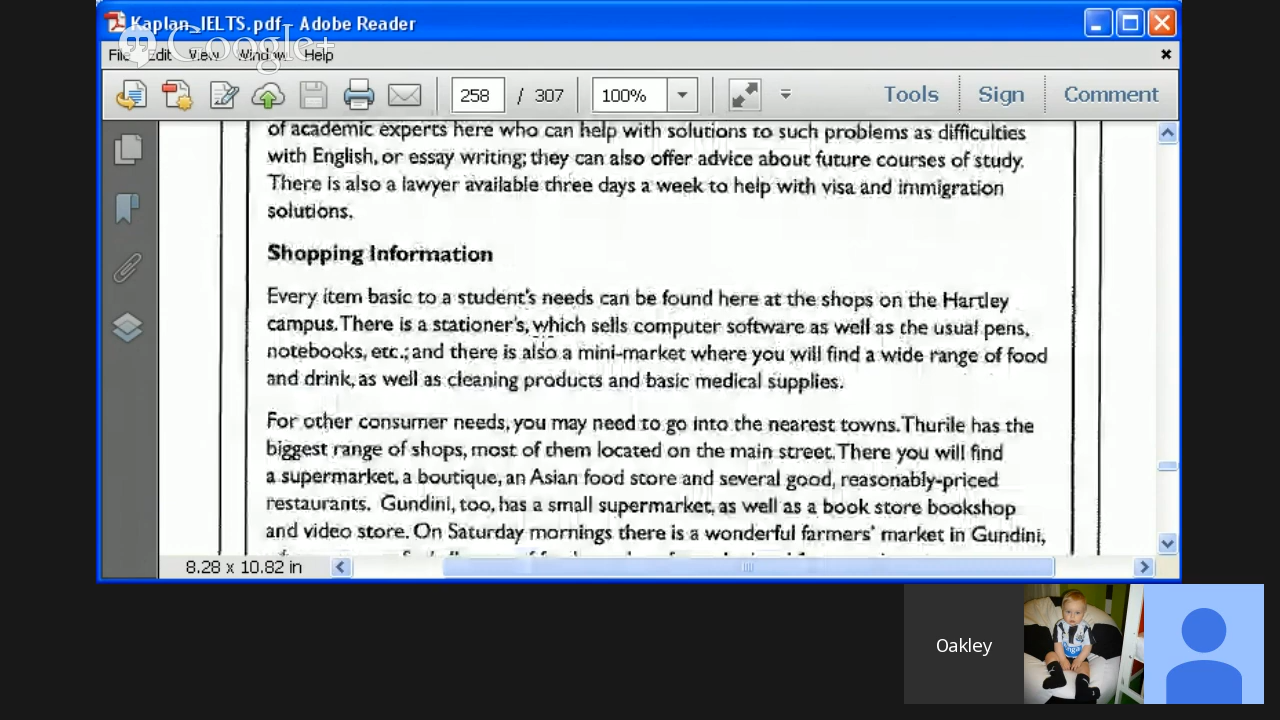 Kaplan_IELTS.pdf - Adobe Reader
Google+
File Edit View Window Help
258 / 307 100% Tools Sign Comment
of academic experts here who can help with solutions to such problems as difficulties
with English, or essay writing; they can also offer advice about future courses of study.
There is also a lawyer available three days a week to help with visa and immigration
solutions.
Shopping Information
Every item basic to a student's needs can be found here at the shops on the Hartley
campus. There is a stationer's, which sells computer software as well as the usual pens,
notebooks, etc.; and there is also a mini-market where you will find a wide range of food
and drink, as well as cleaning products and basic medical supplies.
For other consumer needs, you may need to go into the nearest towns. Thurile has the
biggest range of shops, most of them located on the main street. There you will find
a supermarket, a boutique, an Asian food store and several good, reasonably-priced
restaurants. Gundini, too, has a small supermarket, as well as a book store bookshop
and video store. On Saturday mornings there is a wonderful farmers' market in Gundini,
8.28 x 10.82 in
Oakley